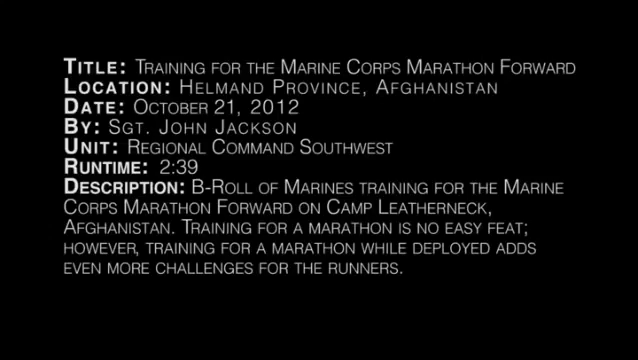 Title: Training for the Marine Corps Marathon Forward
Location: Helmand Province, Afghanistan
Date: October 21, 2012
By: Sgt. John Jackson
Unit: Regional Command Southwest
Runtime: 2:39
Description: B-Roll of Marines training for the Marine
Corps Marathon Forward on Camp Leatherneck,
Afghanistan. Training for a marathon is no easy feat;
however, training for a marathon while deployed adds
even more challenges for the runners.